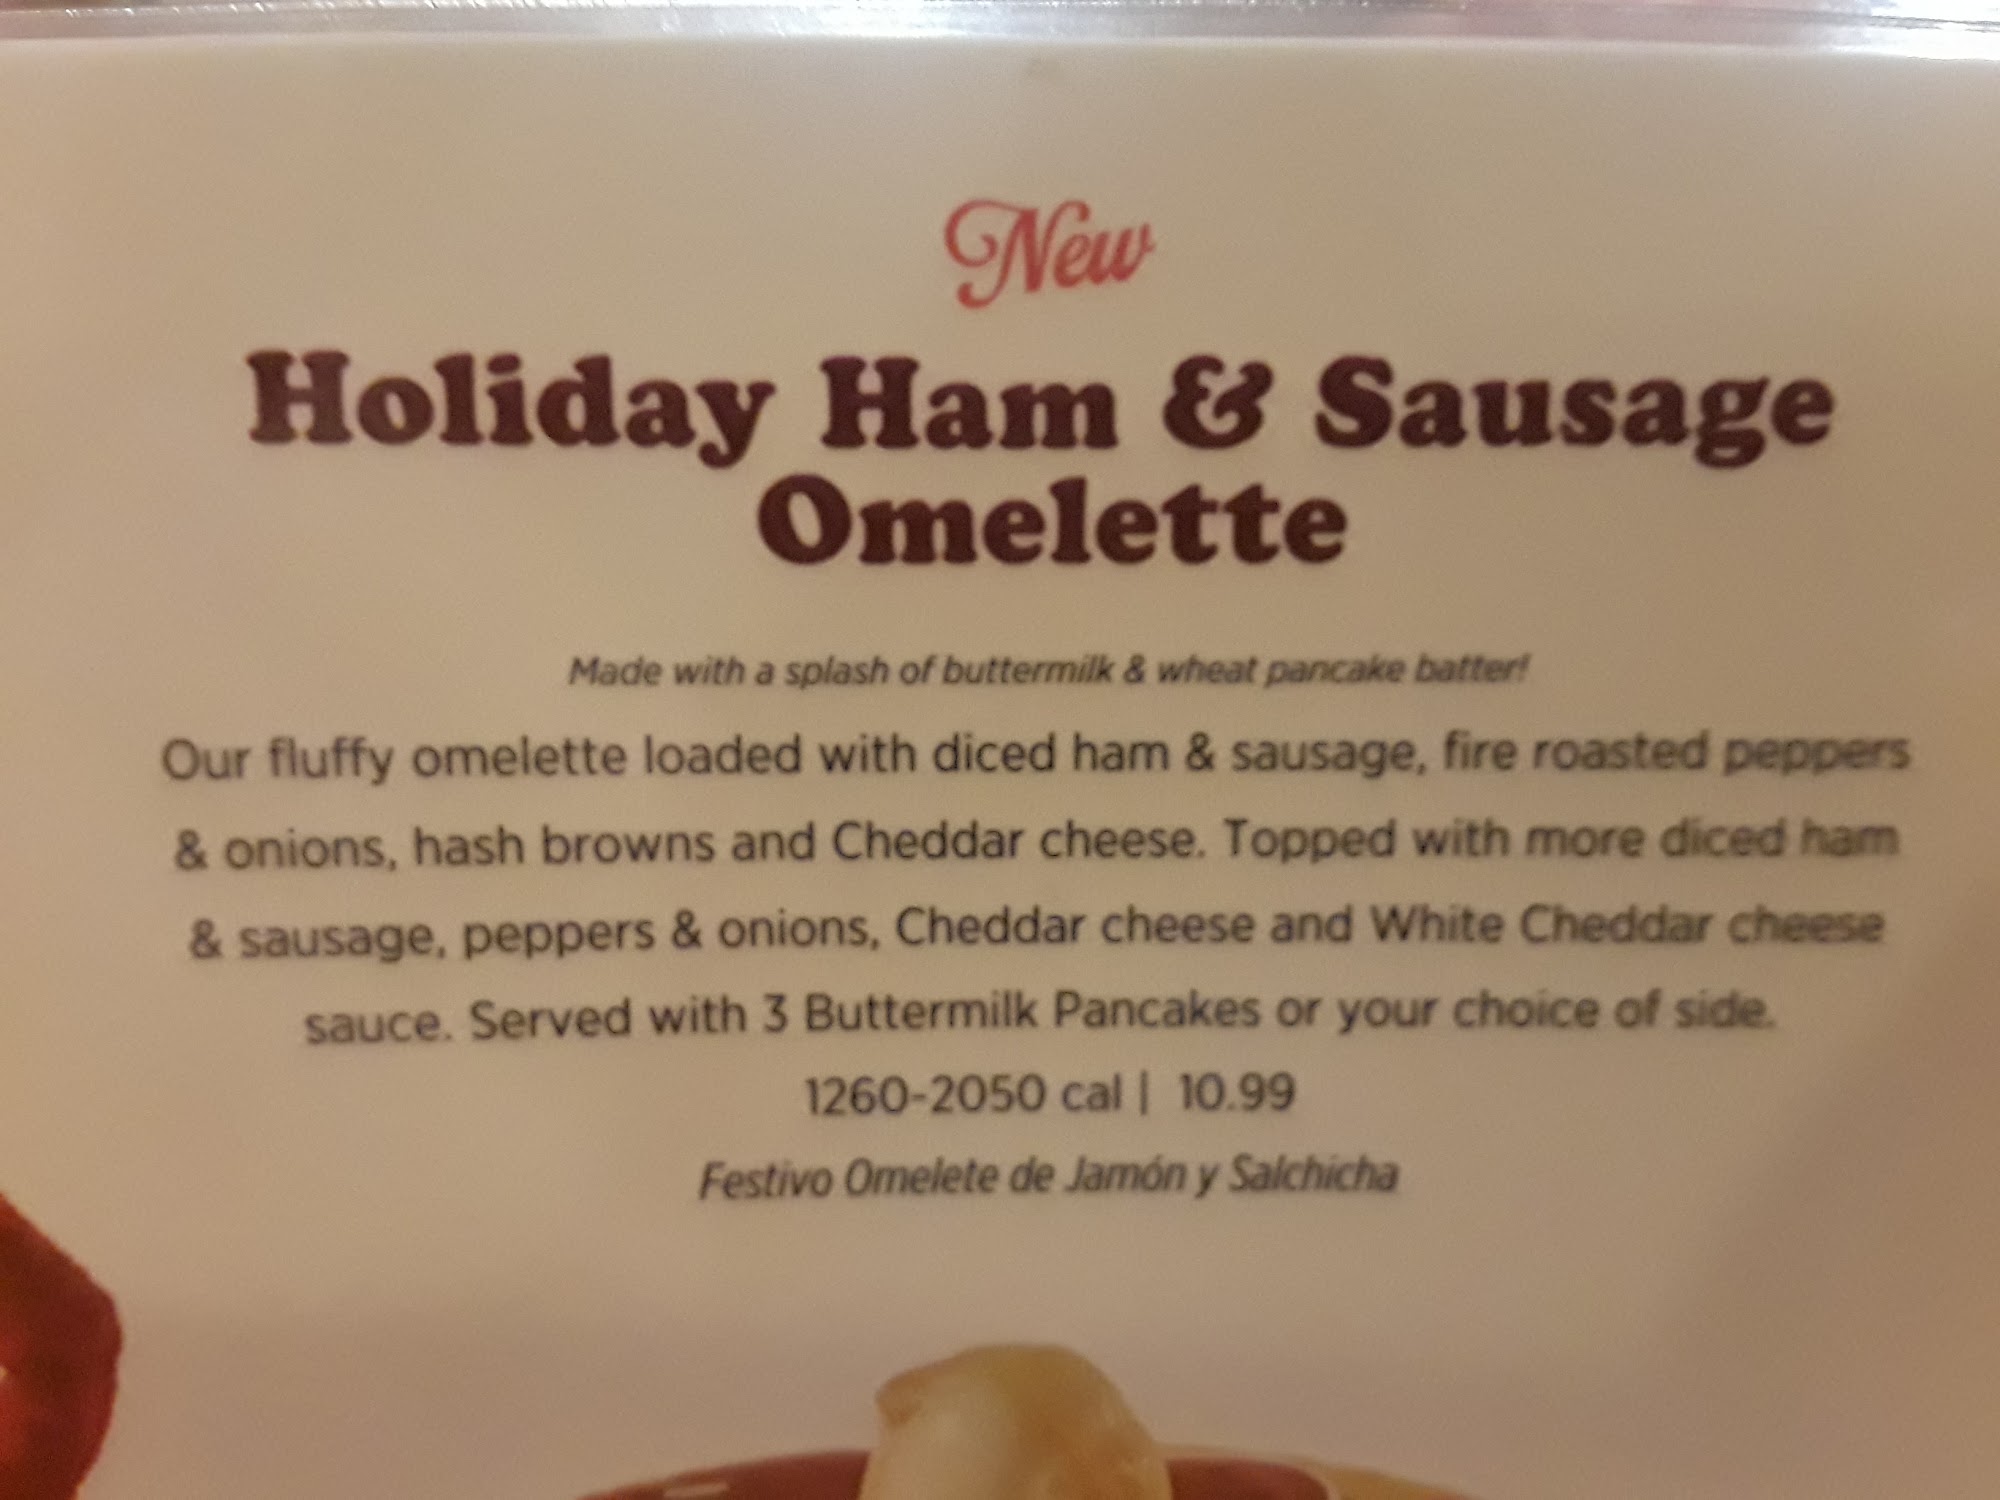 New
Holiday Ham & Sausage
Omelette
Made with a splash of buttermilk & wheat pancake batter!
Our fluffy omelette loaded with diced ham & sausage, fire roasted peppers
& onions, hash browns and Cheddar cheese. Topped with more diced ham
& sausage, peppers & onions, Cheddar cheese and White Cheddar cheese
sauce. Served with 3 Buttermilk Pancakes or your choice of side.
1260-2050 cal | 10.99
Festivo Omelete de Jamón y Salchicha